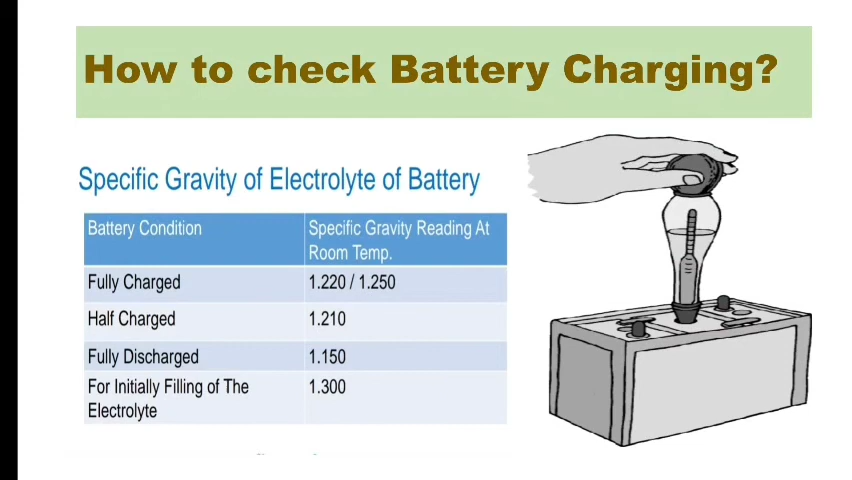 How to check Battery Charging?
Specific Gravity of Electrolyte of Battery
Battery Condition
Specific Gravity Reading At
Room Temp.
Fully Charged
1.220 / 1.250
Half Charged
1.210
Fully Discharged
1.150
For Initially Filling of The
Electrolyte
1.300